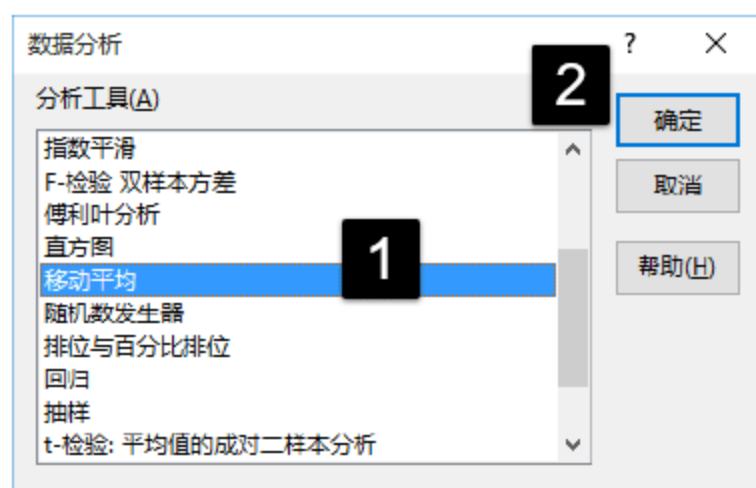 数据分析
?
分析工具(A)
2
确定
指数平滑
F-检验 双样本方差
取消
傅利叶分析
直方图
1
帮助(H)
移动平均
随机数发生器
排位与百分比排位
回归
抽样
t-检验: 平均值的成对二样本分析